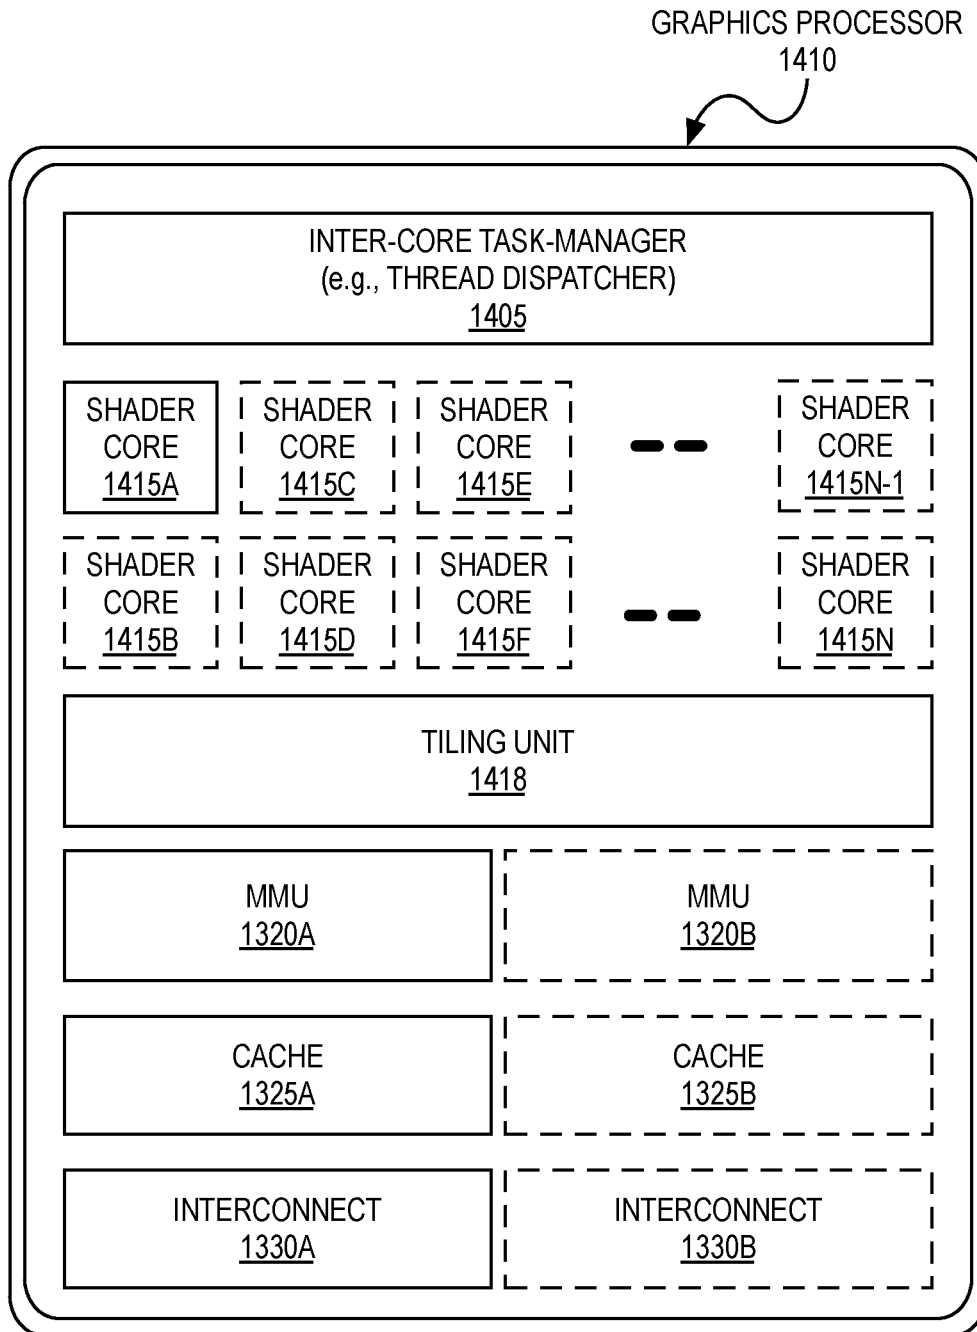 GRAPHICS PROCESSOR
1410
INTER-CORE TASK-MANAGER
(e.g., THREAD DISPATCHER)
1405
SHADER
CORE
1415A
SHADER
CORE
1415C
SHADER
CORE
1415E
SHADER
CORE
1415N-1
SHADER
CORE
1415B
SHADER
CORE
1415D
SHADER
CORE
1415F
SHADER
CORE
1415N
TILING UNIT
1418
MMU
1320A
MMU
1320B
CACHE
1325A
CACHE
1325B
INTERCONNECT
1330A
INTERCONNECT
1330B